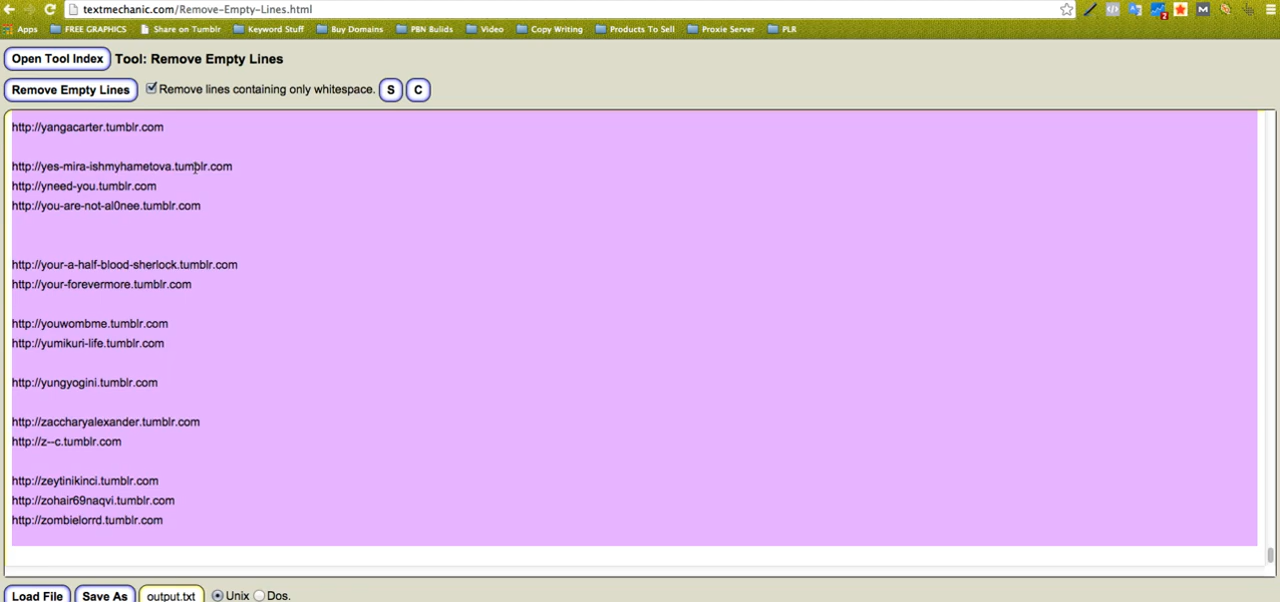 textmechanic.com/Remove-Empty-Lines.html
Apps FREE GRAPHICS Share on Tumblr Keyword Stuff Buy Domains PBN Builds Video Copy Writing Products To Sell Proxie Server PLR
Open Tool Index Tool: Remove Empty Lines
Remove Empty Lines Remove lines containing only whitespace. S C
http://yangacarter.tumblr.com
http://yes-mira-ishmyhametova.tumblr.com
http://yneed-you.tumblr.com
http://you-are-not-al0nee.tumblr.com
http://your-a-half-blood-sherlock.tumblr.com
http://your-forevermore.tumblr.com
http://youwombme.tumblr.com
http://yumikuri-life.tumblr.com
http://yungyogini.tumblr.com
http://zaccharyalexander.tumblr.com
http://z--c.tumblr.com
http://zeytinikinci.tumblr.com
http://zohair69naqvi.tumblr.com
http://zombielorrd.tumblr.com
Load File Save As output.txt Unix Dos.